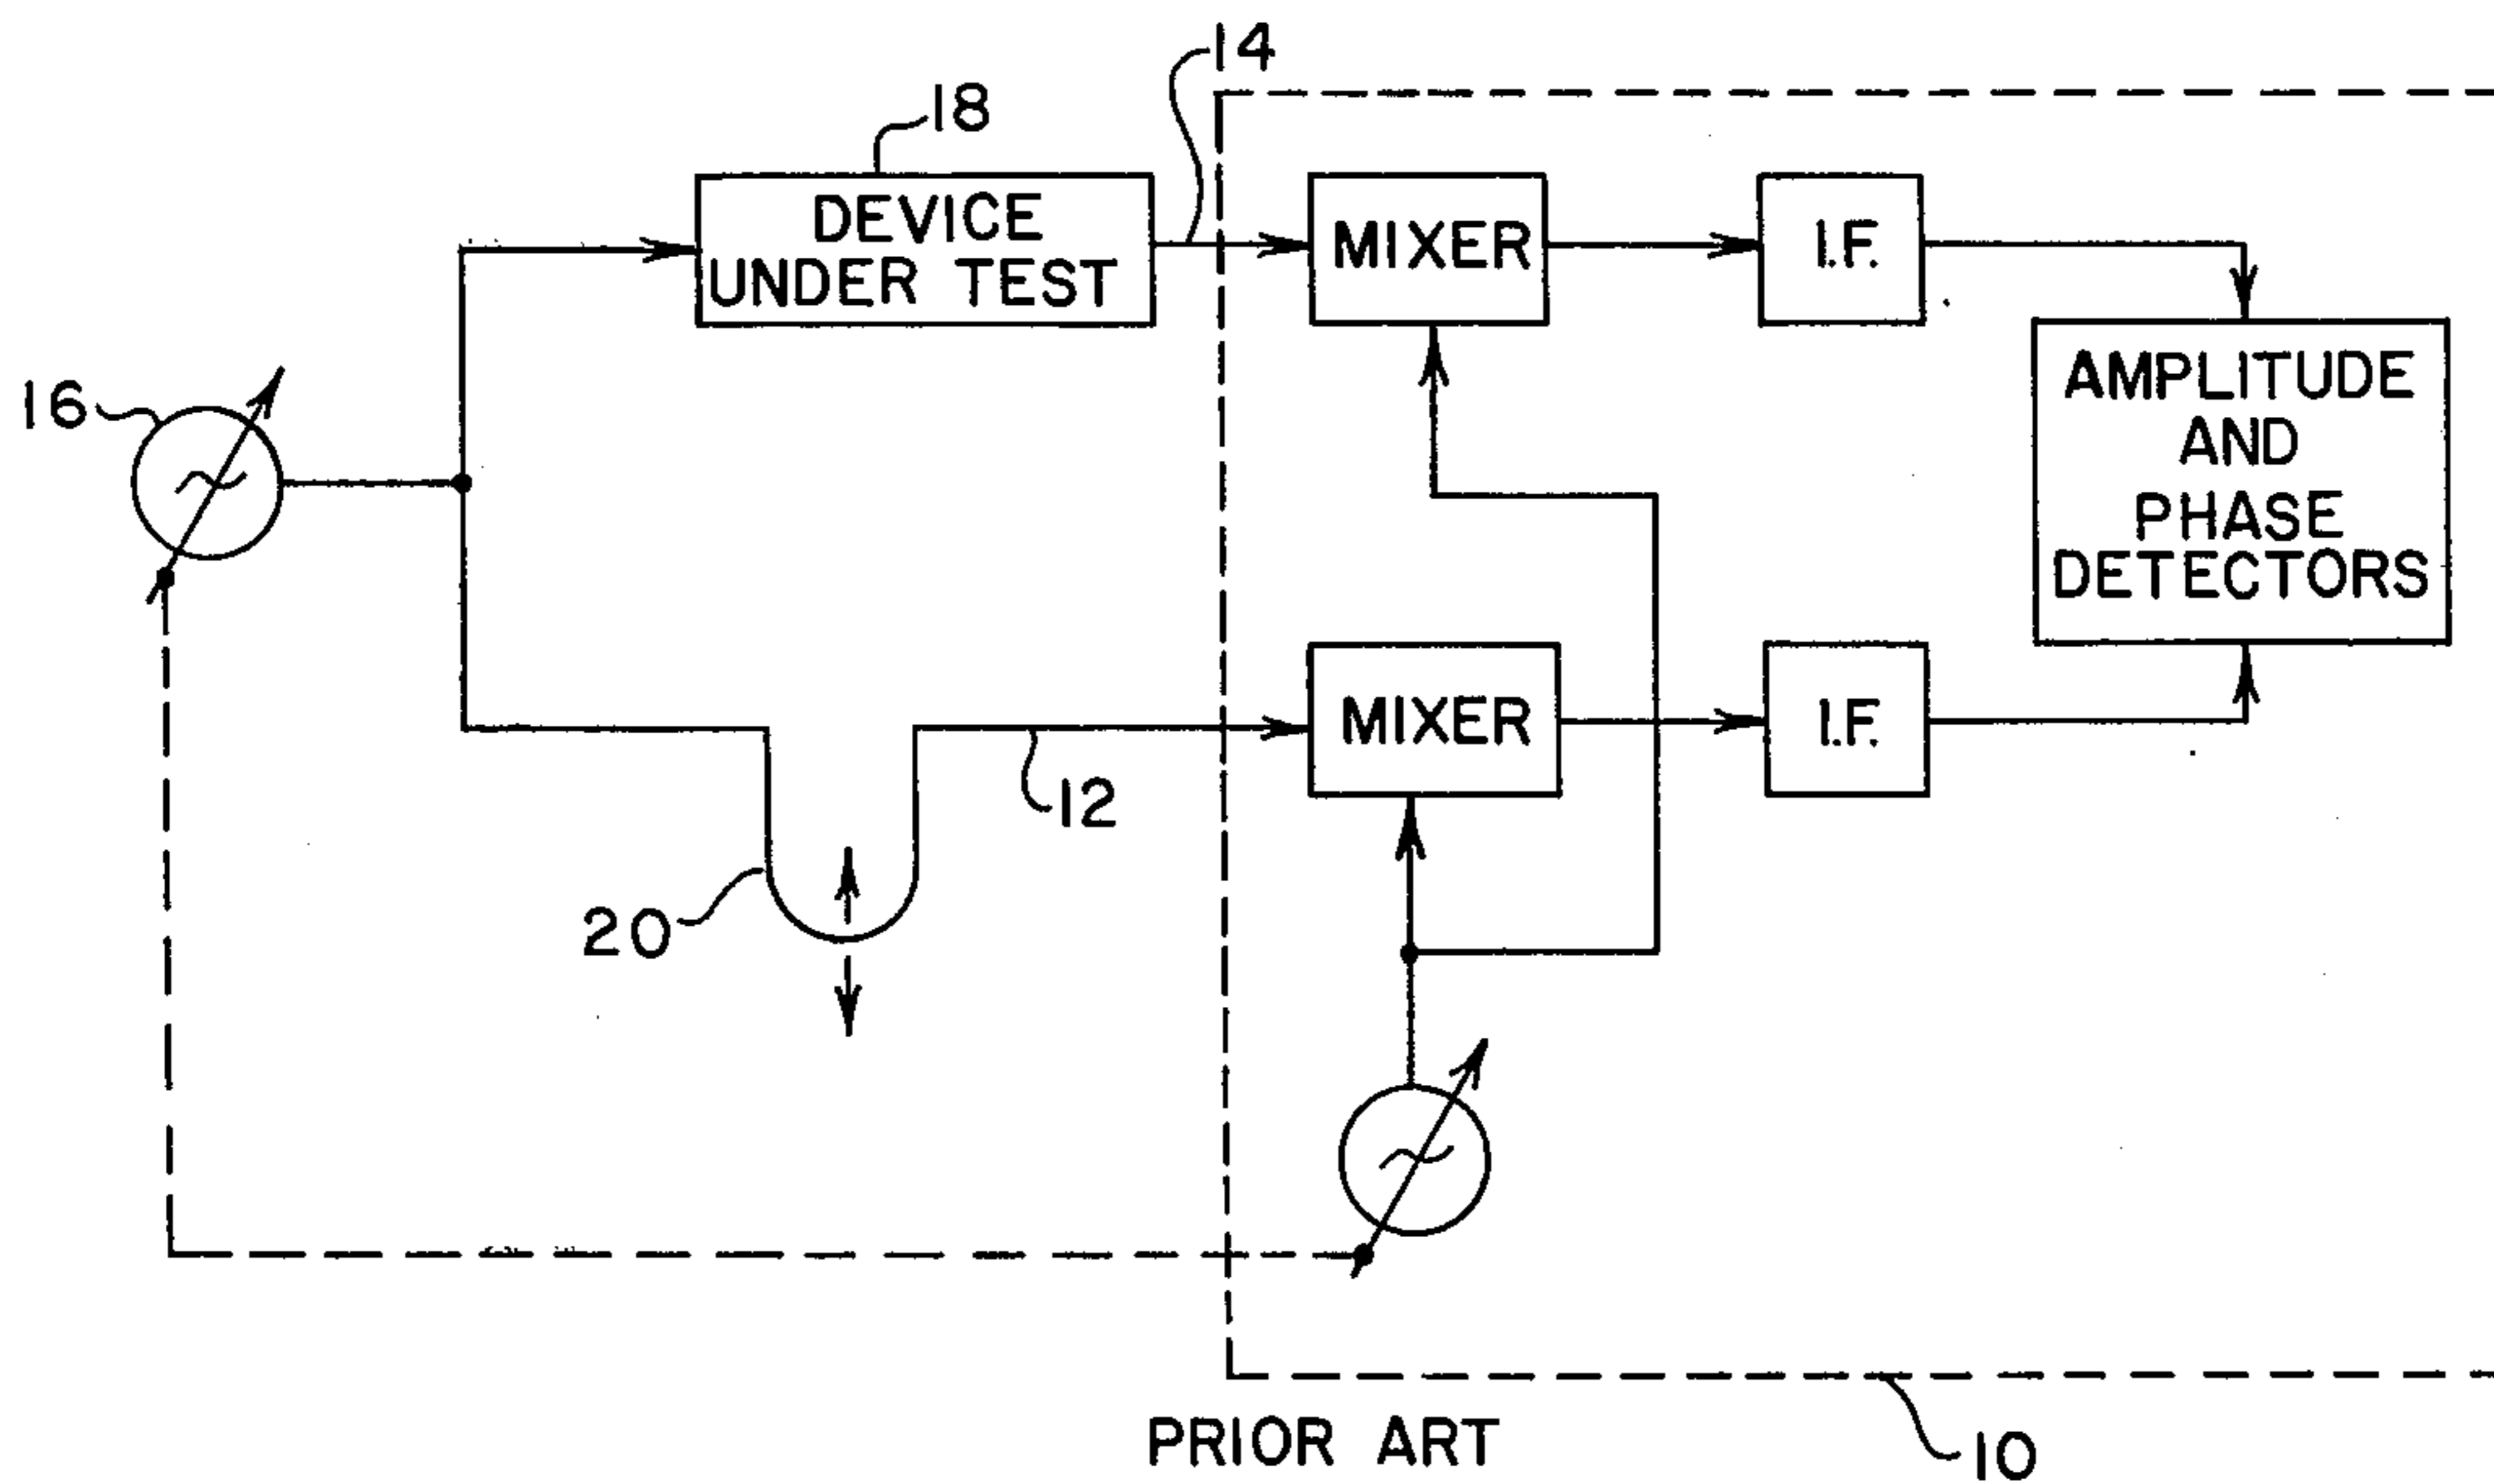 14
18
DEVICE
UNDER TEST
MIXER
I.F.
16
AMPLITUDE
AND
PHASE
DETECTORS
MIXER
I.F.
12
20
PRIOR ART
10